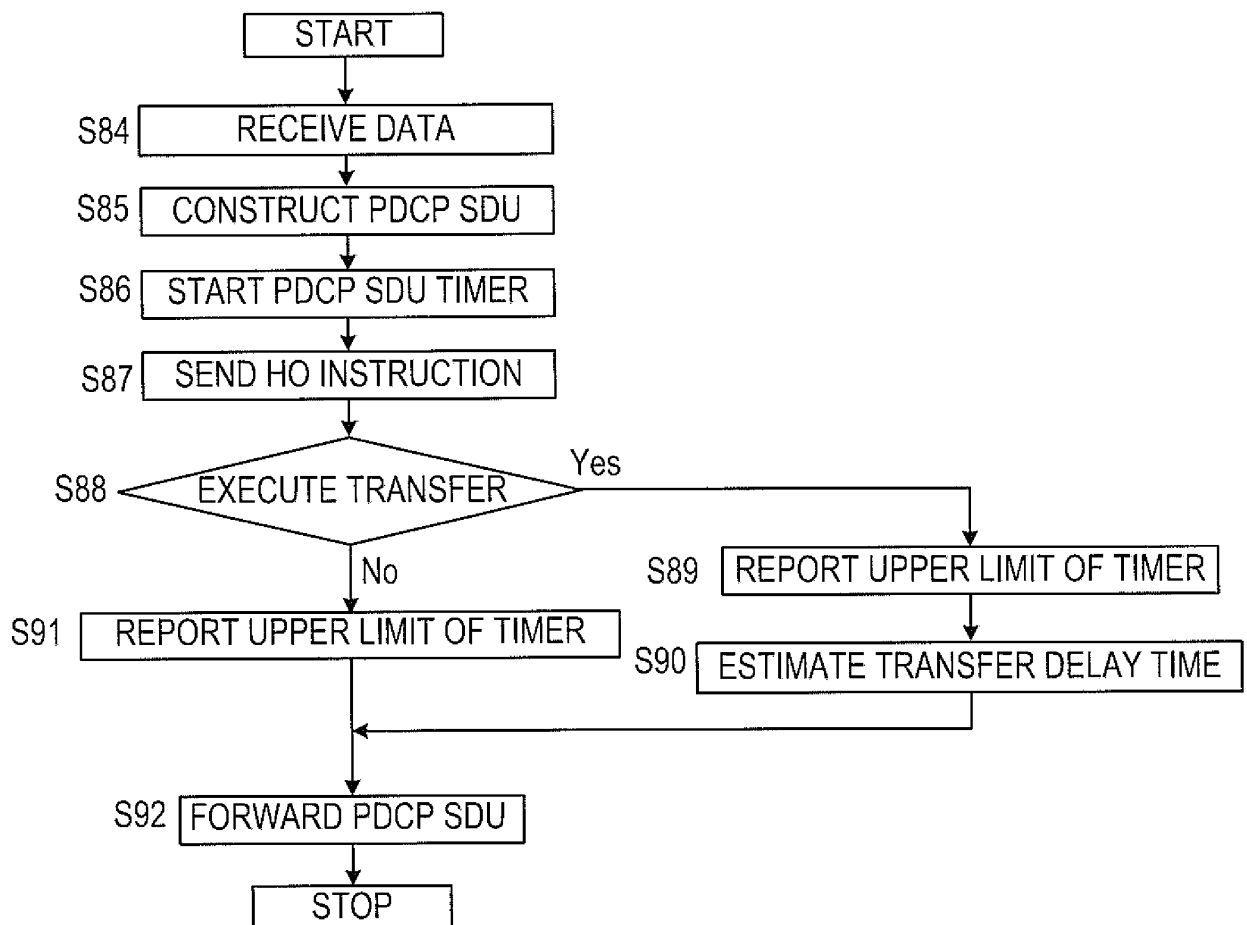 START
S84 RECEIVE DATA
S85 CONSTRUCT PDCP SDU
S86 START PDCP SDU TIMER
S87 SEND HO INSTRUCTION
S88 EXECUTE TRANSFER
Yes
No
S89 REPORT UPPER LIMIT OF TIMER
S91 REPORT UPPER LIMIT OF TIMER
S90 ESTIMATE TRANSFER DELAY TIME
S92 FORWARD PDCP SDU
STOP